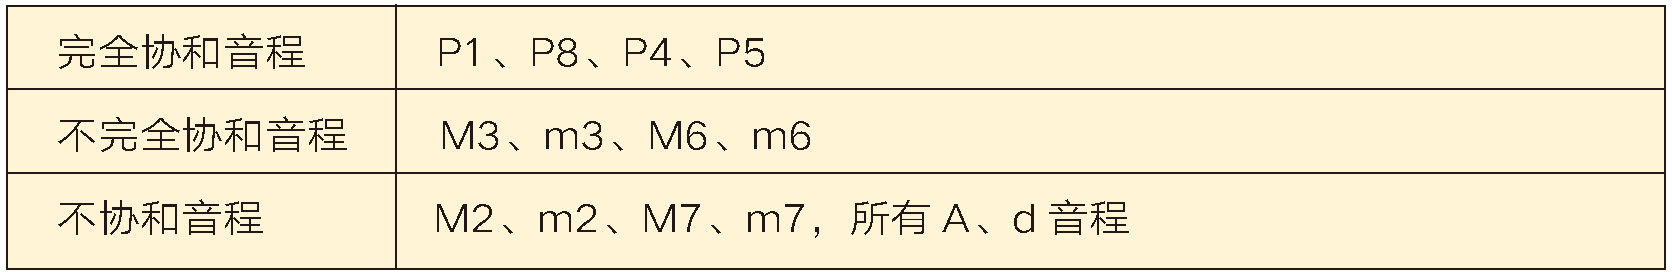 完全协和音程 P1、P8、P4、P5
不完全协和音程 M3、m3、M6、m6
不协和音程 M2、m2、M7、m7，所有 A、d 音程